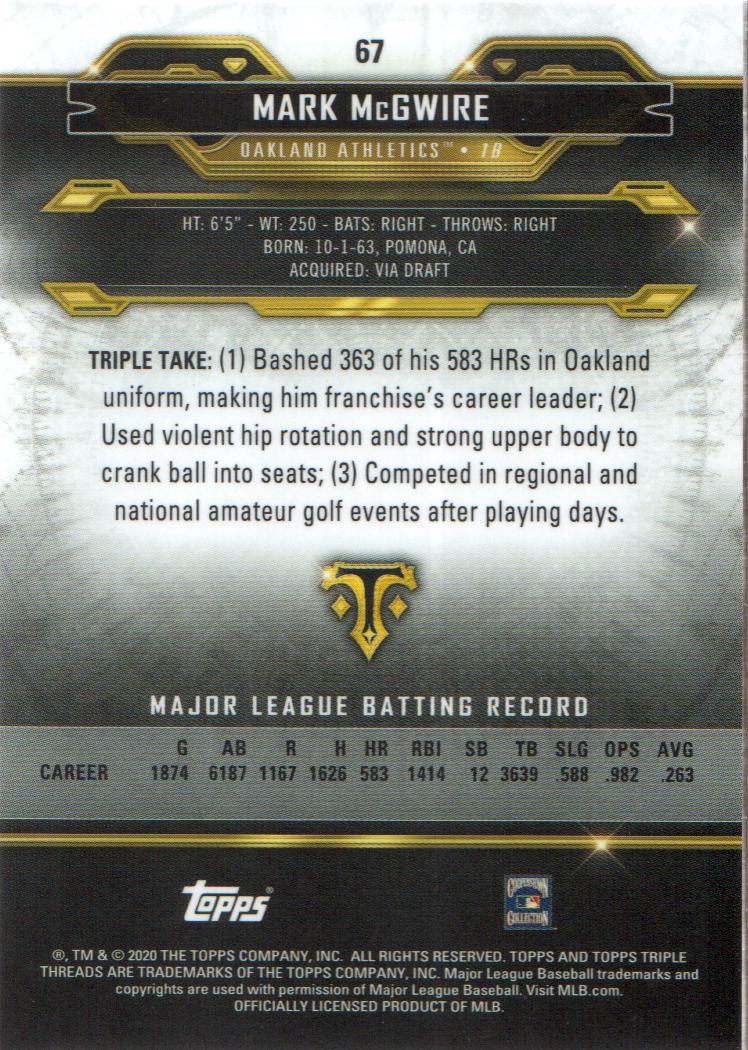 67
MARK McGWIRE
OAKLAND ATHLETICS™ • 1B
HT: 6'5" - WT: 250 - BATS: RIGHT - THROWS: RIGHT
BORN: 10-1-63, POMONA, CA
ACQUIRED: VIA DRAFT
TRIPLE TAKE: (1) Bashed 363 of his 583 HRs in Oakland
uniform, making him franchise's career leader; (2)
Used violent hip rotation and strong upper body to
crank ball into seats; (3) Competed in regional and
national amateur golf events after playing days.
T
MAJOR LEAGUE BATTING RECORD
G AB R H HR RBI SB TB SLG OPS AVG
CAREER 1874 6187 1167 1626 583 1414 12 3639 .588 .982 .263
Topps®
COOPERSTOWN
COLLECTION™
®, TM & © 2020 THE TOPPS COMPANY, INC. ALL RIGHTS RESERVED. TOPPS AND TOPPS TRIPLE
THREADS ARE TRADEMARKS OF THE TOPPS COMPANY, INC. Major League Baseball trademarks and
copyrights are used with permission of Major League Baseball. Visit MLB.com.
OFFICIALLY LICENSED PRODUCT OF MLB.